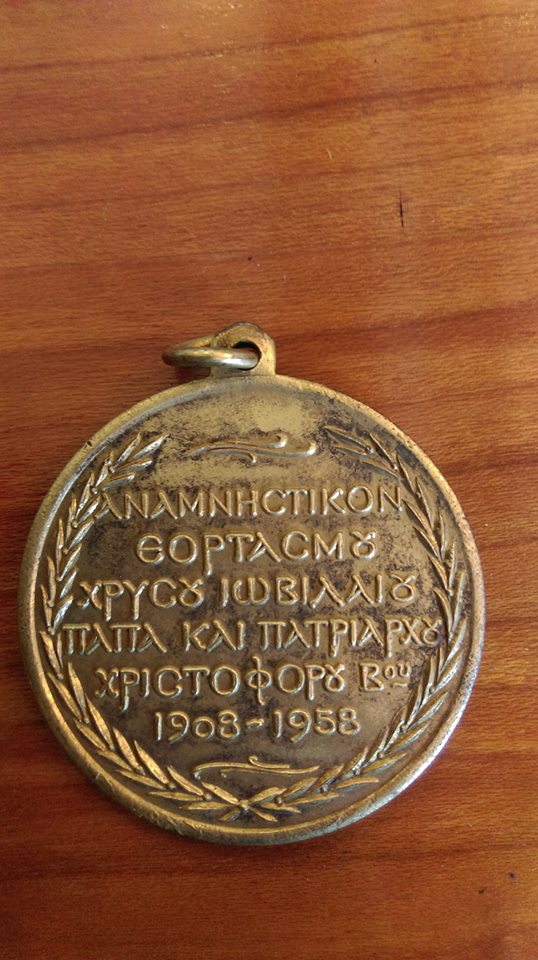 ΑΝΑΜΝΗϹΤΙΚΟΝ
ΕΟΡΤΑϹΜȢ
ΧΡΥϹȢ ΙΩΒΙΛΑΙȢ
ΠΑΠΑ ΚΑΙ ΠΑΤΡΙΑΡΧȢ
ΧΡΙϹΤΟΦΟΡȢ Βου
1908-1958